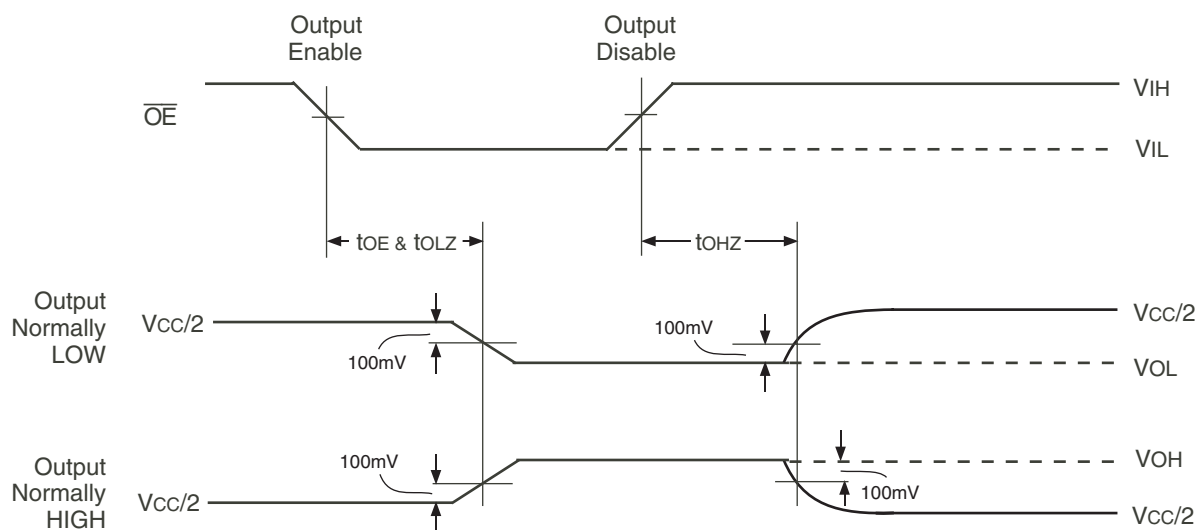 Output
Enable
Output
Disable
OE
VIH
VIL
tOE & tOLZ
tOHZ
Output
Normally
LOW
VCC/2
100mV
100mV
VCC/2
VOL
Output
Normally
HIGH
100mV
VCC/2
VOH
100mV
VCC/2